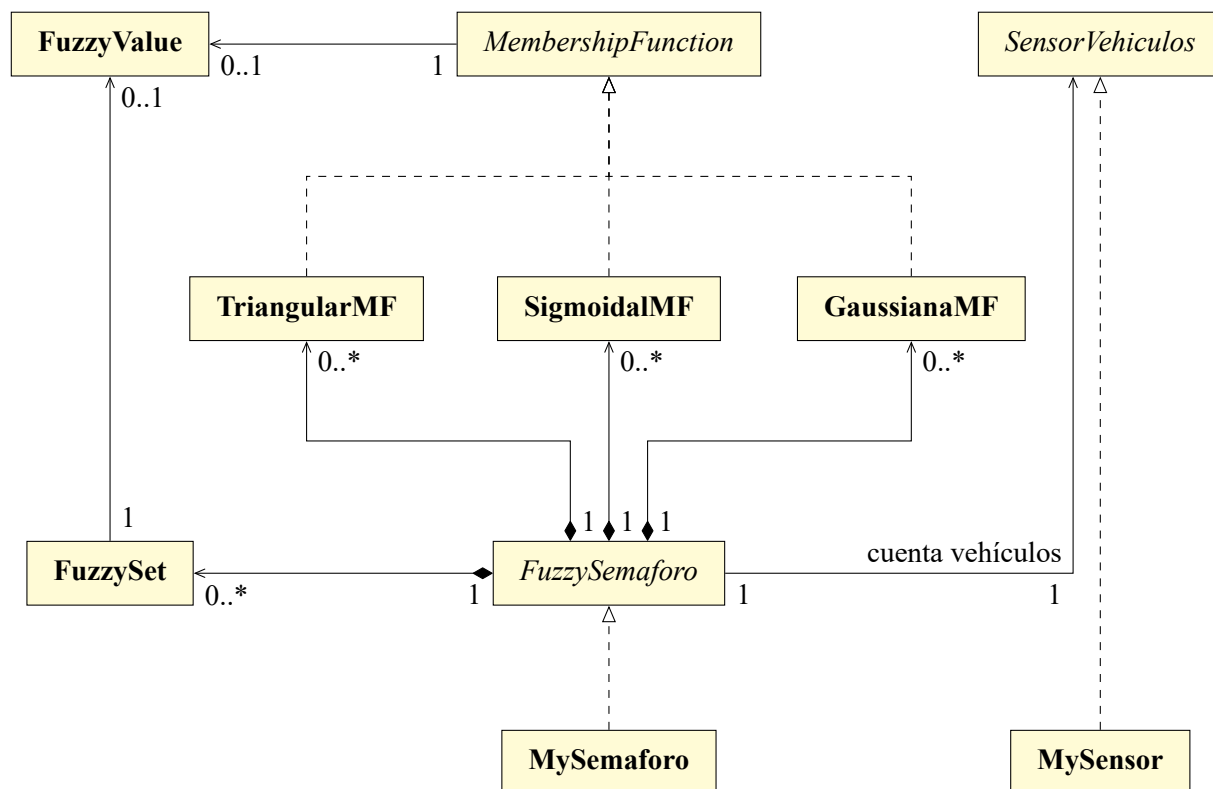 FuzzyValue
MembershipFunction
SensorVehiculos
0..1
1
0..1
TriangularMF
SigmoidalMF
GaussianaMF
0..*
0..*
0..*
1
1
1
1
cuenta vehículos
FuzzySet
FuzzySemaforo
0..*
1
1
1
MySemaforo
MySensor